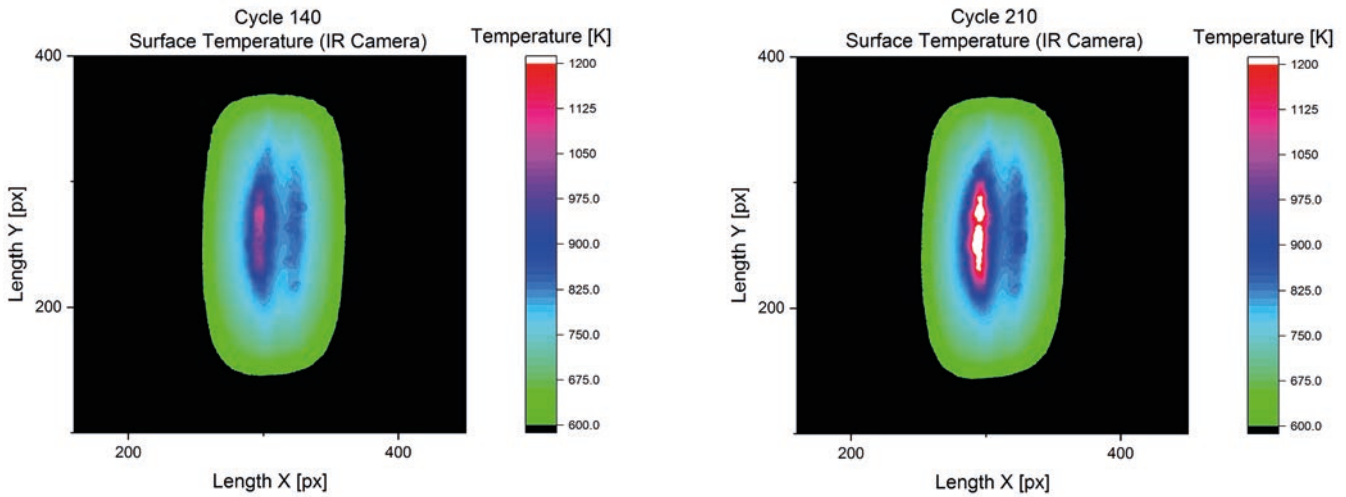 Cycle 140
Surface Temperature (IR Camera)
Temperature [K]
400
200
Length Y [px]
200
400
Length X [px]
1200
1125
1050
975.0
900.0
825.0
750.0
675.0
600.0
Cycle 210
Surface Temperature (IR Camera)
Temperature [K]
400
200
Length Y [px]
200
400
Length X [px]
1200
1125
1050
975.0
900.0
825.0
750.0
675.0
600.0